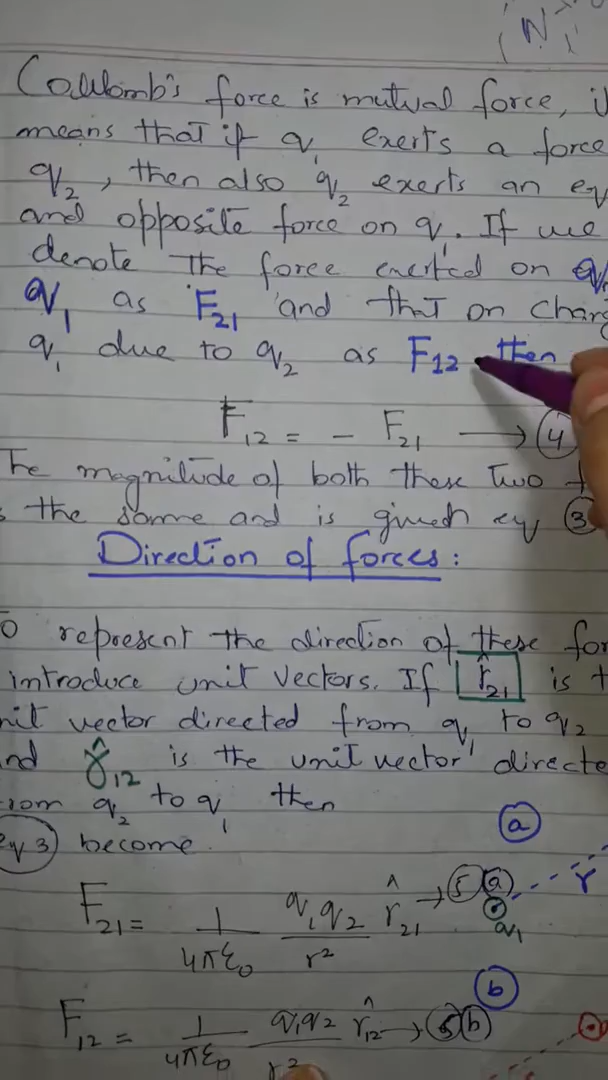 N
Coulomb's force is mutual force, i
means that if q1 exerts a force
q2, then also q2 exerts an eq
and opposite force on q1. If we
denote the force exerted on q
q1 as F21 and that on charg
q1 due to q2 as F12 then
F12 = - F21 → 4
The magnitude of both these two f
the same and is given eq 3
Direction of forces:
o represent the direction of these for
introduce unit vectors. If r̂21 is t
nit vector directed from q1 to q2
nd r̂12 is the unit vector directe
rom q2 to q1 then
eq 3) become.
a
F21 = 1/4πε0 q1q2/r² r̂21 → 5 a
r
q1
b
F12 = 1/4πε0 q1q2/r² r̂12 → 5 b